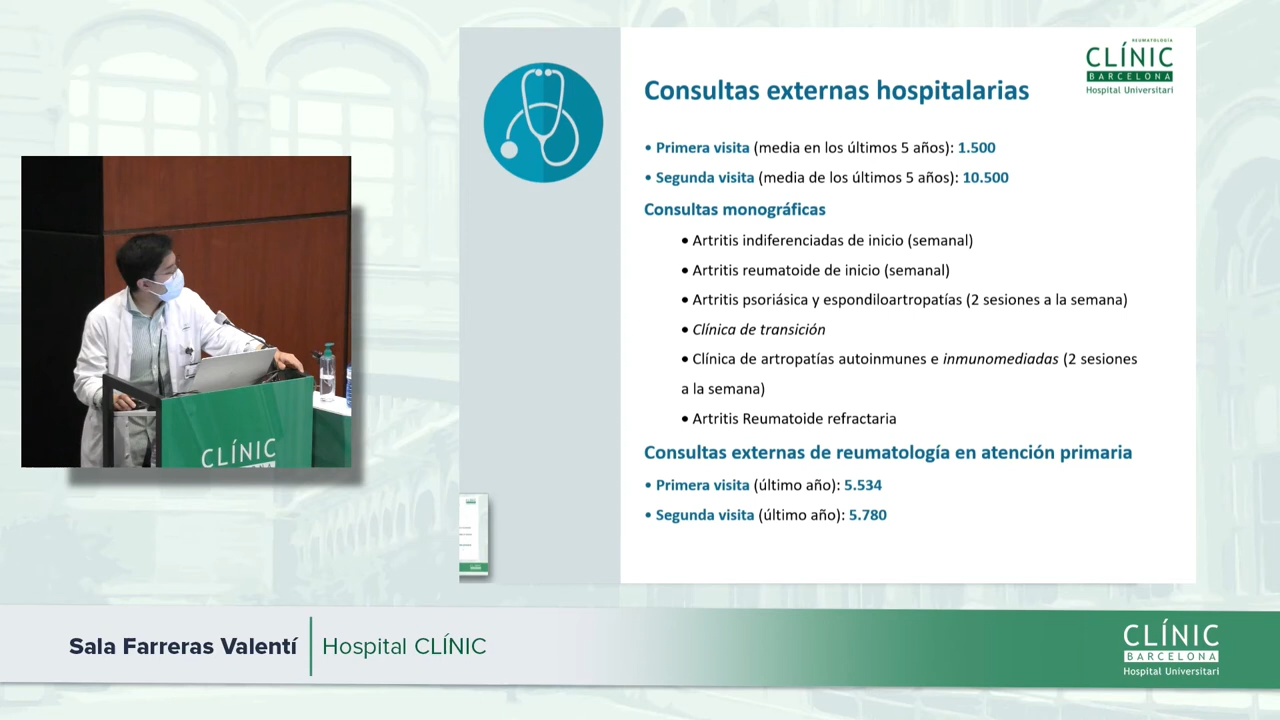 REUMATOLOGÍA
CLÍNIC
BARCELONA
Hospital Universitari
Consultas externas hospitalarias
• Primera visita (media en los últimos 5 años): 1.500
• Segunda visita (media de los últimos 5 años): 10.500
Consultas monográficas
• Artritis indiferenciadas de inicio (semanal)
• Artritis reumatoide de inicio (semanal)
• Artritis psoriásica y espondiloartropatías (2 sesiones a la semana)
• Clínica de transición
• Clínica de artropatías autoinmunes e inmunomediadas (2 sesiones
a la semana)
• Artritis Reumatoide refractaria
Consultas externas de reumatología en atención primaria
• Primera visita (último año): 5.534
• Segunda visita (último año): 5.780
CLÍNIC
BARCELONA
Sala Farreras Valentí
Hospital CLÍNIC
CLÍNIC
BARCELONA
Hospital Universitari